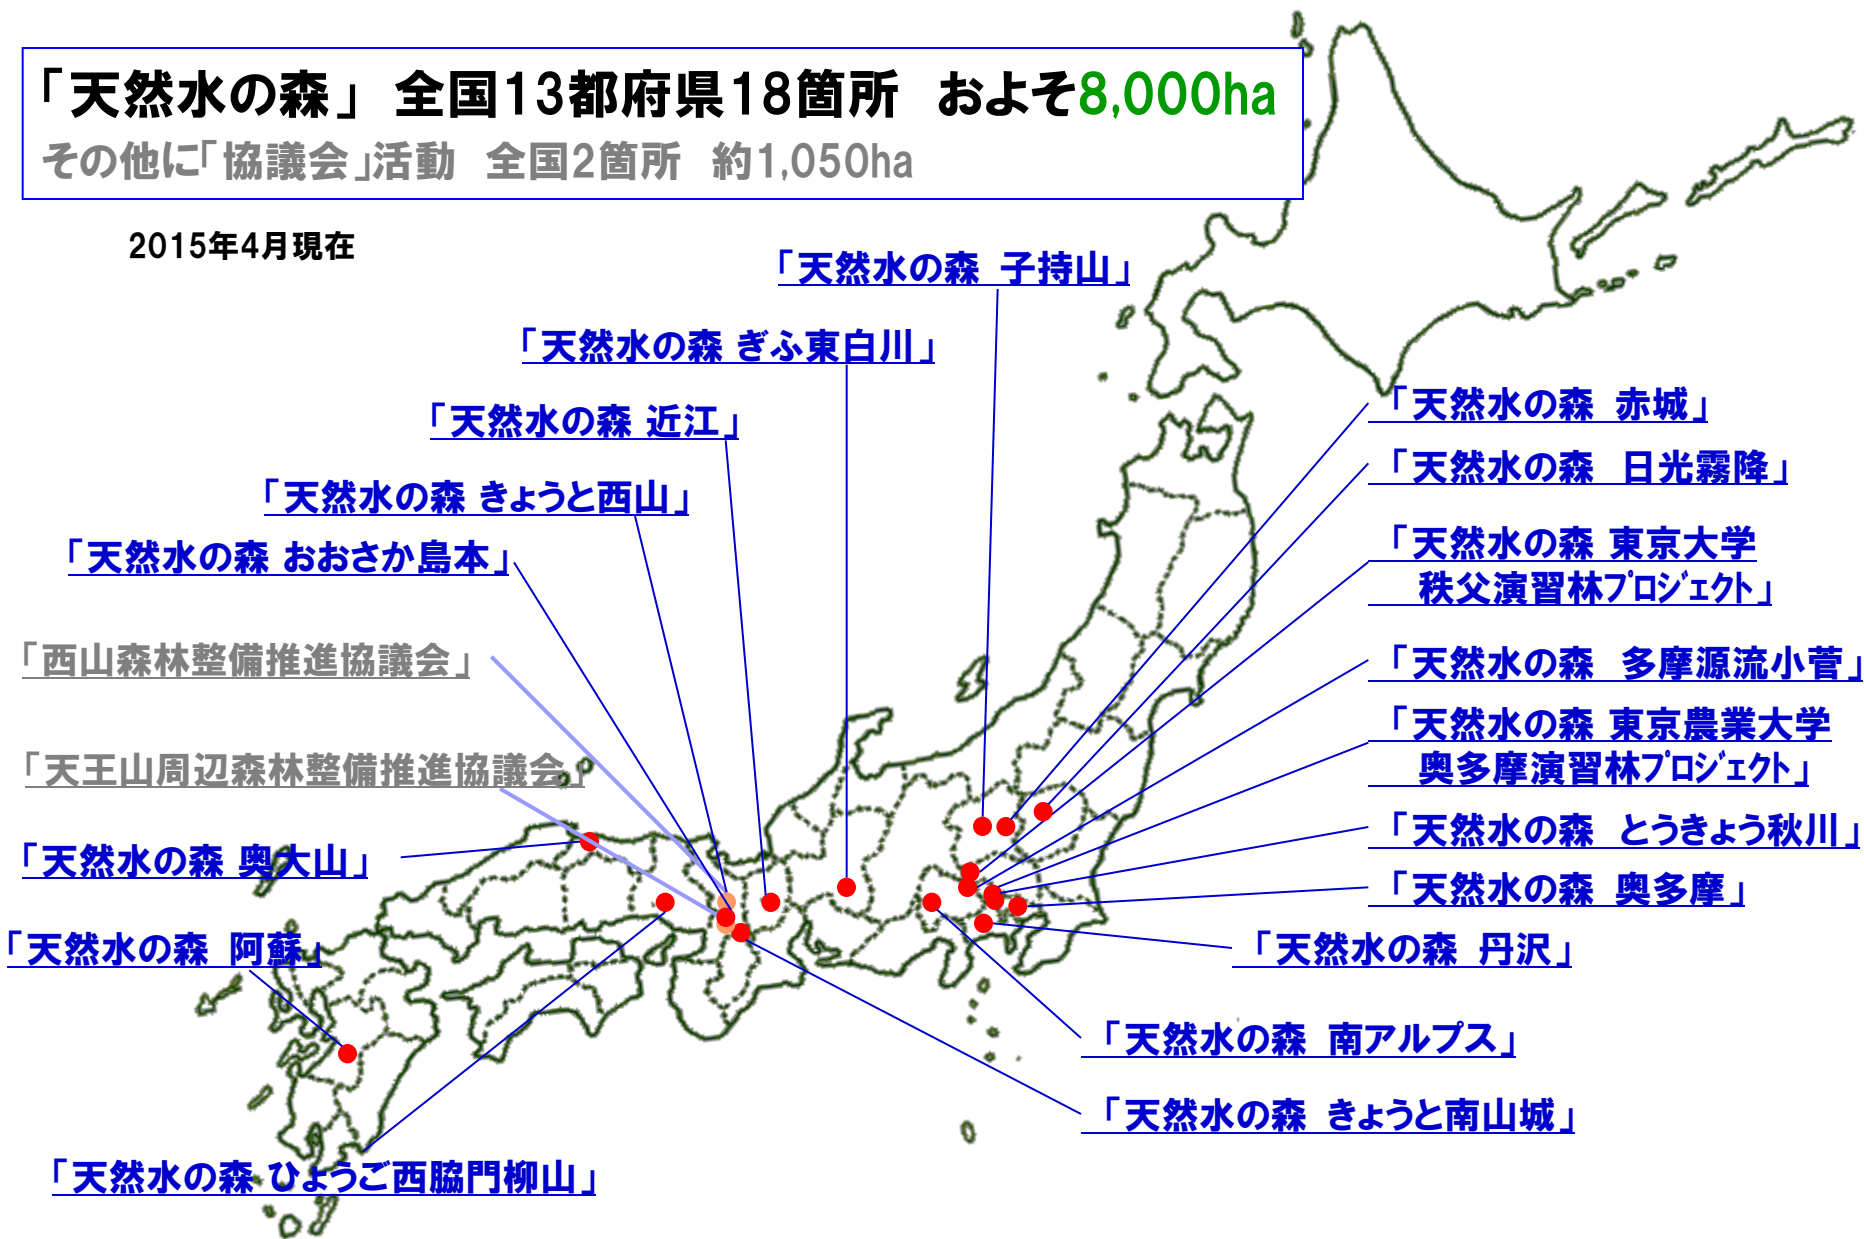 「天然水の森」 全国13都府県18箇所 およそ8,000ha
その他に「協議会」活動 全国2箇所 約1,050ha
2015年4月現在
「天然水の森 子持山」
「天然水の森 ぎふ東白川」
「天然水の森 近江」
「天然水の森 きょうと西山」
「天然水の森 おおさか島本」
「西山森林整備推進協議会」
「天王山周辺森林整備推進協議会」
「天然水の森 奥大山」
「天然水の森 阿蘇」
「天然水の森 ひょうご西脇門柳山」
「天然水の森 赤城」
「天然水の森 日光霧降」
「天然水の森 東京大学
秩父演習林プロジェクト」
「天然水の森 多摩源流小菅」
「天然水の森 東京農業大学
奥多摩演習林プロジェクト」
「天然水の森 とうきょう秋川」
「天然水の森 奥多摩」
「天然水の森 丹沢」
「天然水の森 南アルプス」
「天然水の森 きょうと南山城」